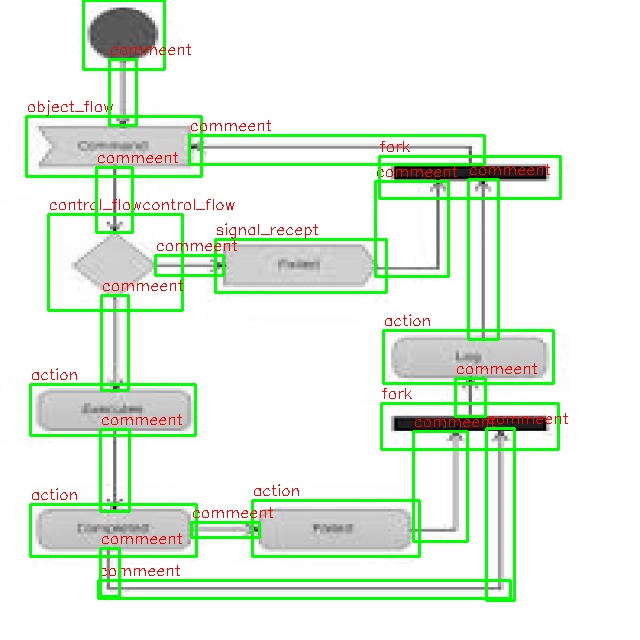 commeent
object_flow
commeent
Command
fork
commeent
commeent commeent
control_flowcontrol_flow
signal_recept
commeent
Failed
commeent
action
Log
commeent
action
fork
Execute
commeent
commeent commeent
action
action
commeent
Completed
Failed
commeent
commeent